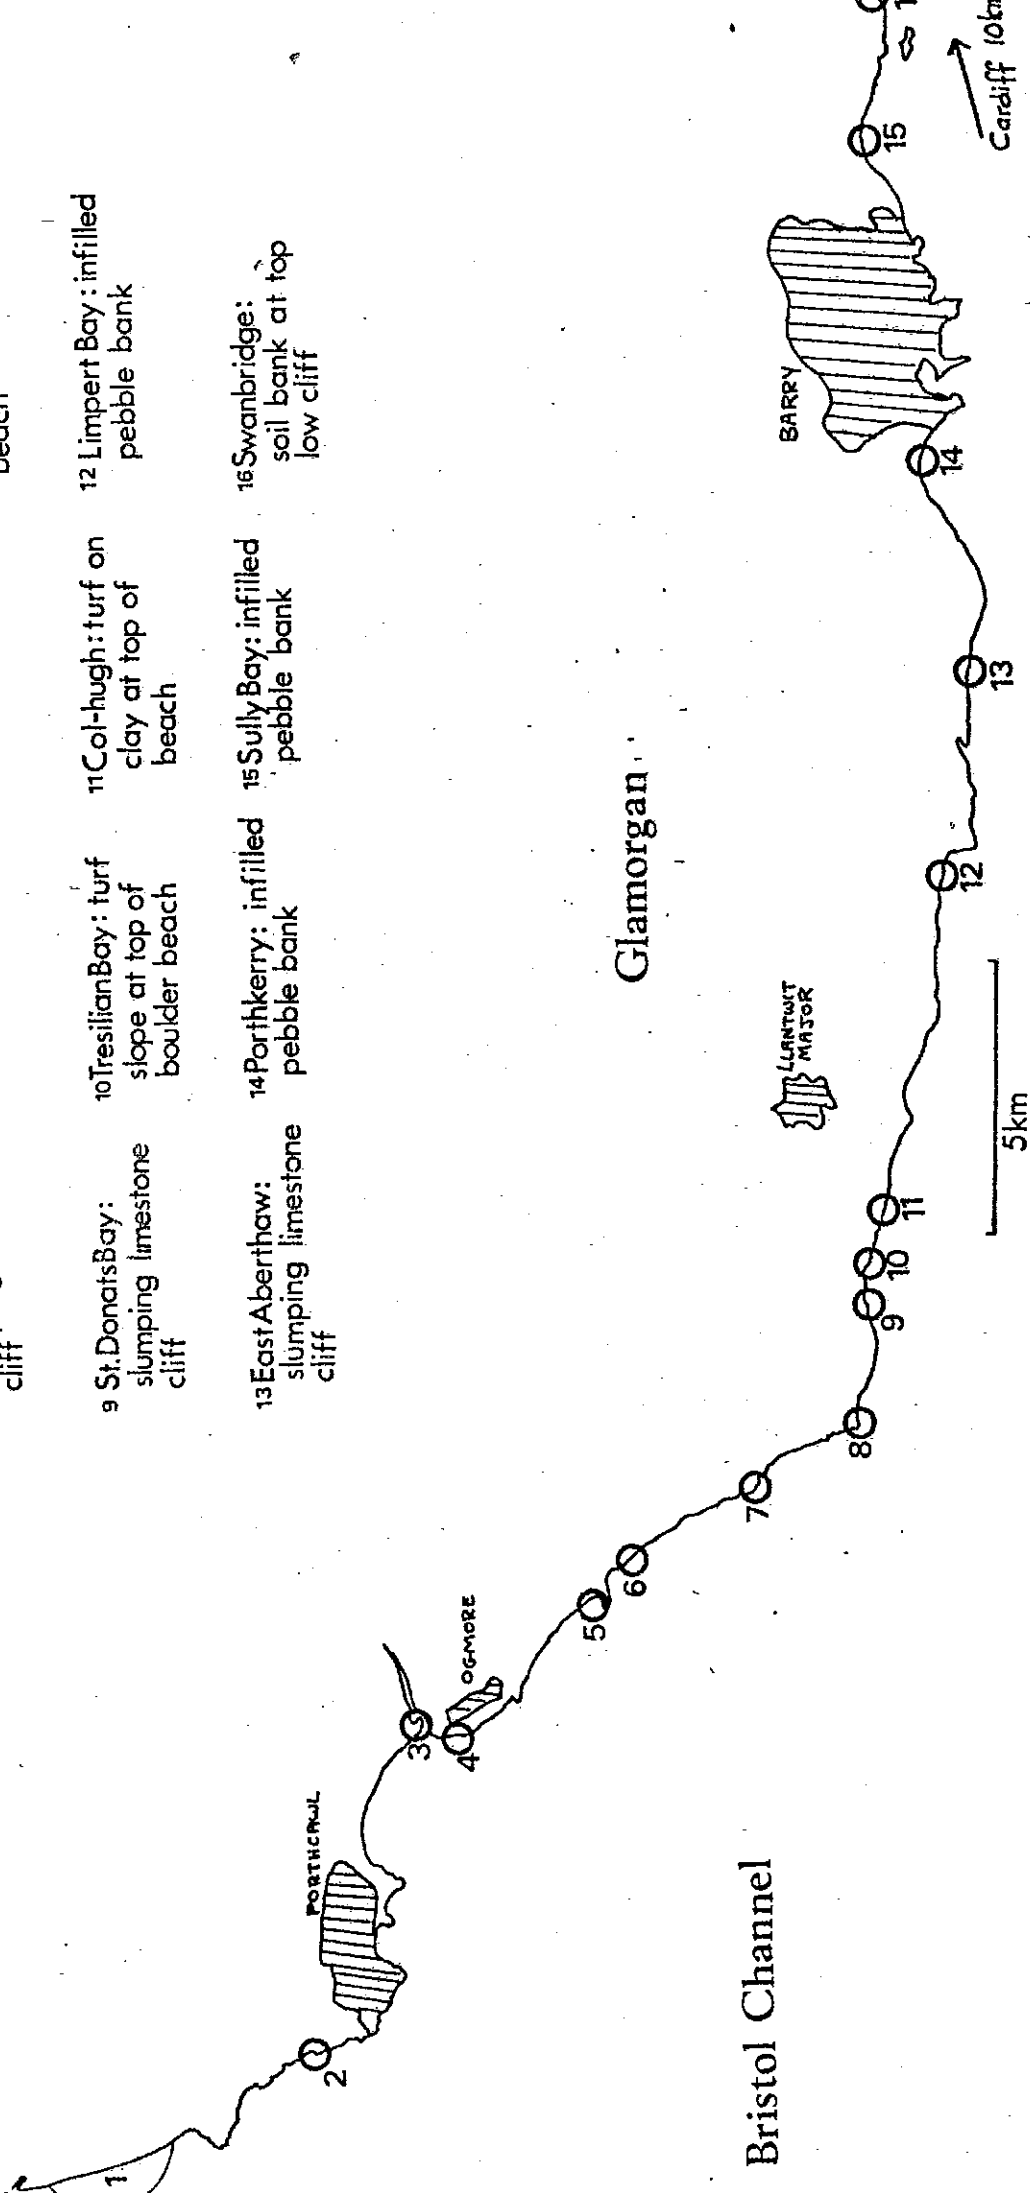 cliff
beach
9 St. Donats Bay:
slumping limestone
cliff
10 Tresilian Bay: turf
slope at top of
boulder beach
11 Col-hugh: turf on
clay at top of
beach
12 Limpert Bay: infilled
pebble bank
13 East Aberthaw:
slumping limestone
cliff
14 Porthkerry: infilled
pebble bank
15 Sully Bay: infilled
pebble bank
16 Swanbridge:
soil bank at top
low cliff
Glamorgan
PORTHCAWL
OGMORE
LLANTWIT
MAJOR
BARRY
1
2
3
4
5
6
7
8
9
10
11
12
13
14
15
Cardiff 10km
5km
Bristol Channel